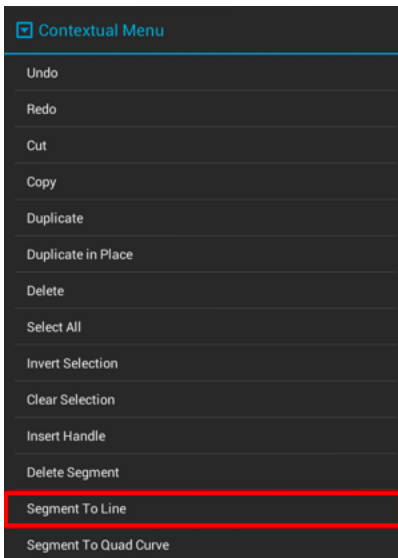 Contextual Menu
Undo
Redo
Cut
Copy
Duplicate
Duplicate in Place
Delete
Select All
Invert Selection
Clear Selection
Insert Handle
Delete Segment
Segment To Line
Segment To Quad Curve